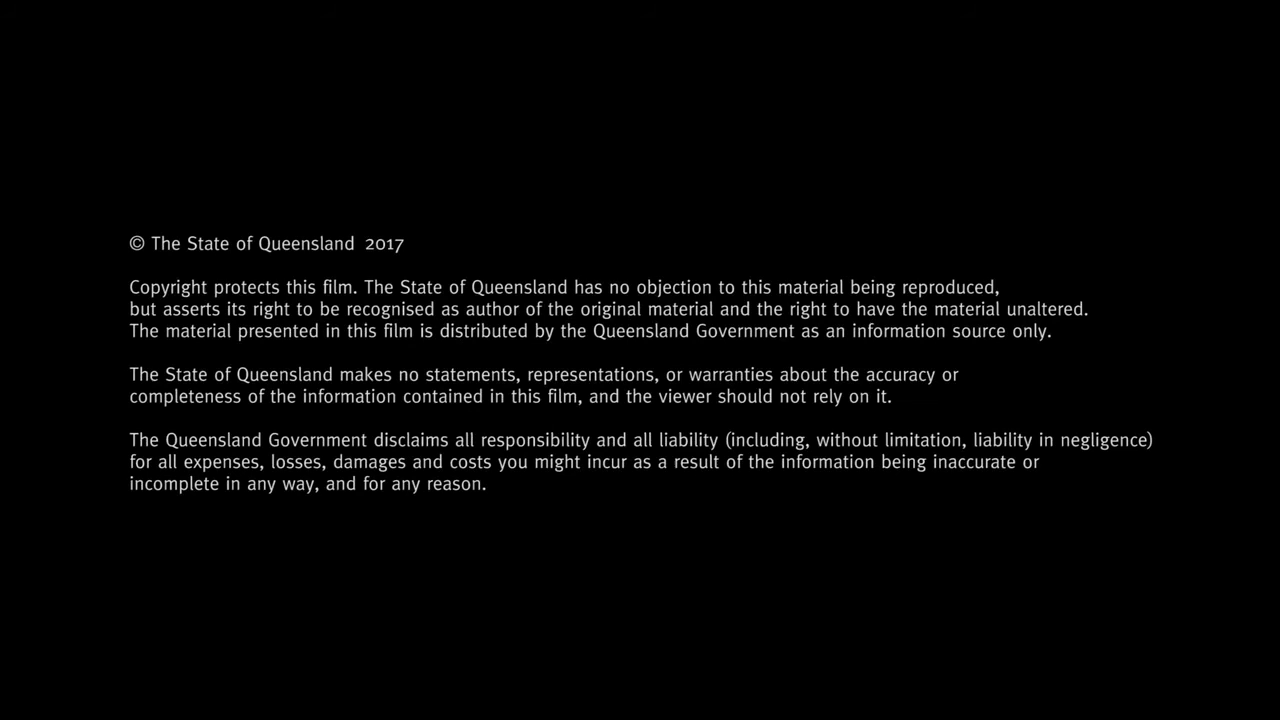 © The State of Queensland 2017
Copyright protects this film. The State of Queensland has no objection to this material being reproduced,
but asserts its right to be recognised as author of the original material and the right to have the material unaltered.
The material presented in this film is distributed by the Queensland Government as an information source only.
The State of Queensland makes no statements, representations, or warranties about the accuracy or
completeness of the information contained in this film, and the viewer should not rely on it.
The Queensland Government disclaims all responsibility and all liability (including, without limitation, liability in negligence)
for all expenses, losses, damages and costs you might incur as a result of the information being inaccurate or
incomplete in any way, and for any reason.